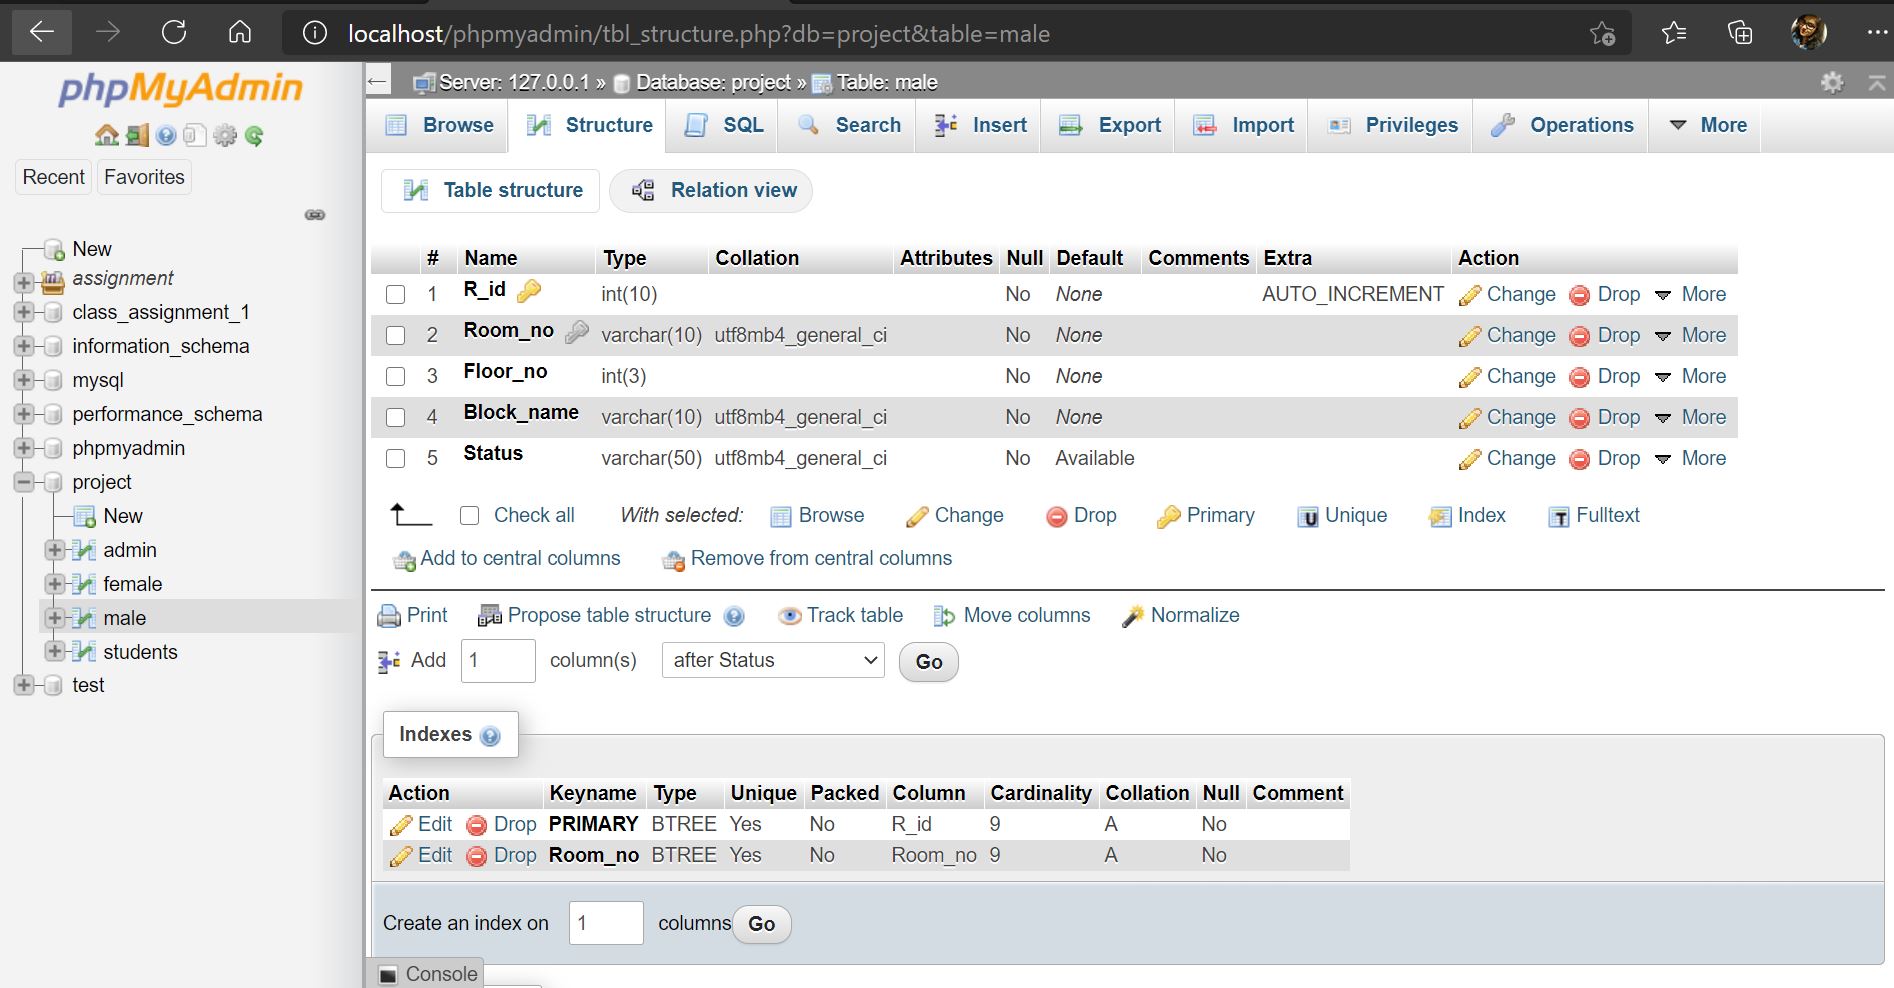 localhost/phpmyadmin/tbl_structure.php?db=project&table=male
phpMyAdmin
Recent Favorites
New
assignment
class_assignment_1
information_schema
mysql
performance_schema
phpmyadmin
project
New
admin
female
male
students
test
Server: 127.0.0.1 » Database: project » Table: male
Browse Structure SQL Search Insert Export Import Privileges Operations More
Table structure Relation view
# Name Type Collation Attributes Null Default Comments Extra Action
1 R_id int(10) No None AUTO_INCREMENT Change Drop More
2 Room_no varchar(10) utf8mb4_general_ci No None Change Drop More
3 Floor_no int(3) No None Change Drop More
4 Block_name varchar(10) utf8mb4_general_ci No None Change Drop More
5 Status varchar(50) utf8mb4_general_ci No Available Change Drop More
Check all With selected: Browse Change Drop Primary Unique Index Fulltext
Add to central columns Remove from central columns
Print Propose table structure Track table Move columns Normalize
Add 1 column(s) after Status Go
Indexes
Action Keyname Type Unique Packed Column Cardinality Collation Null Comment
Edit Drop PRIMARY BTREE Yes No R_id 9 A No
Edit Drop Room_no BTREE Yes No Room_no 9 A No
Create an index on 1 columns Go
Console